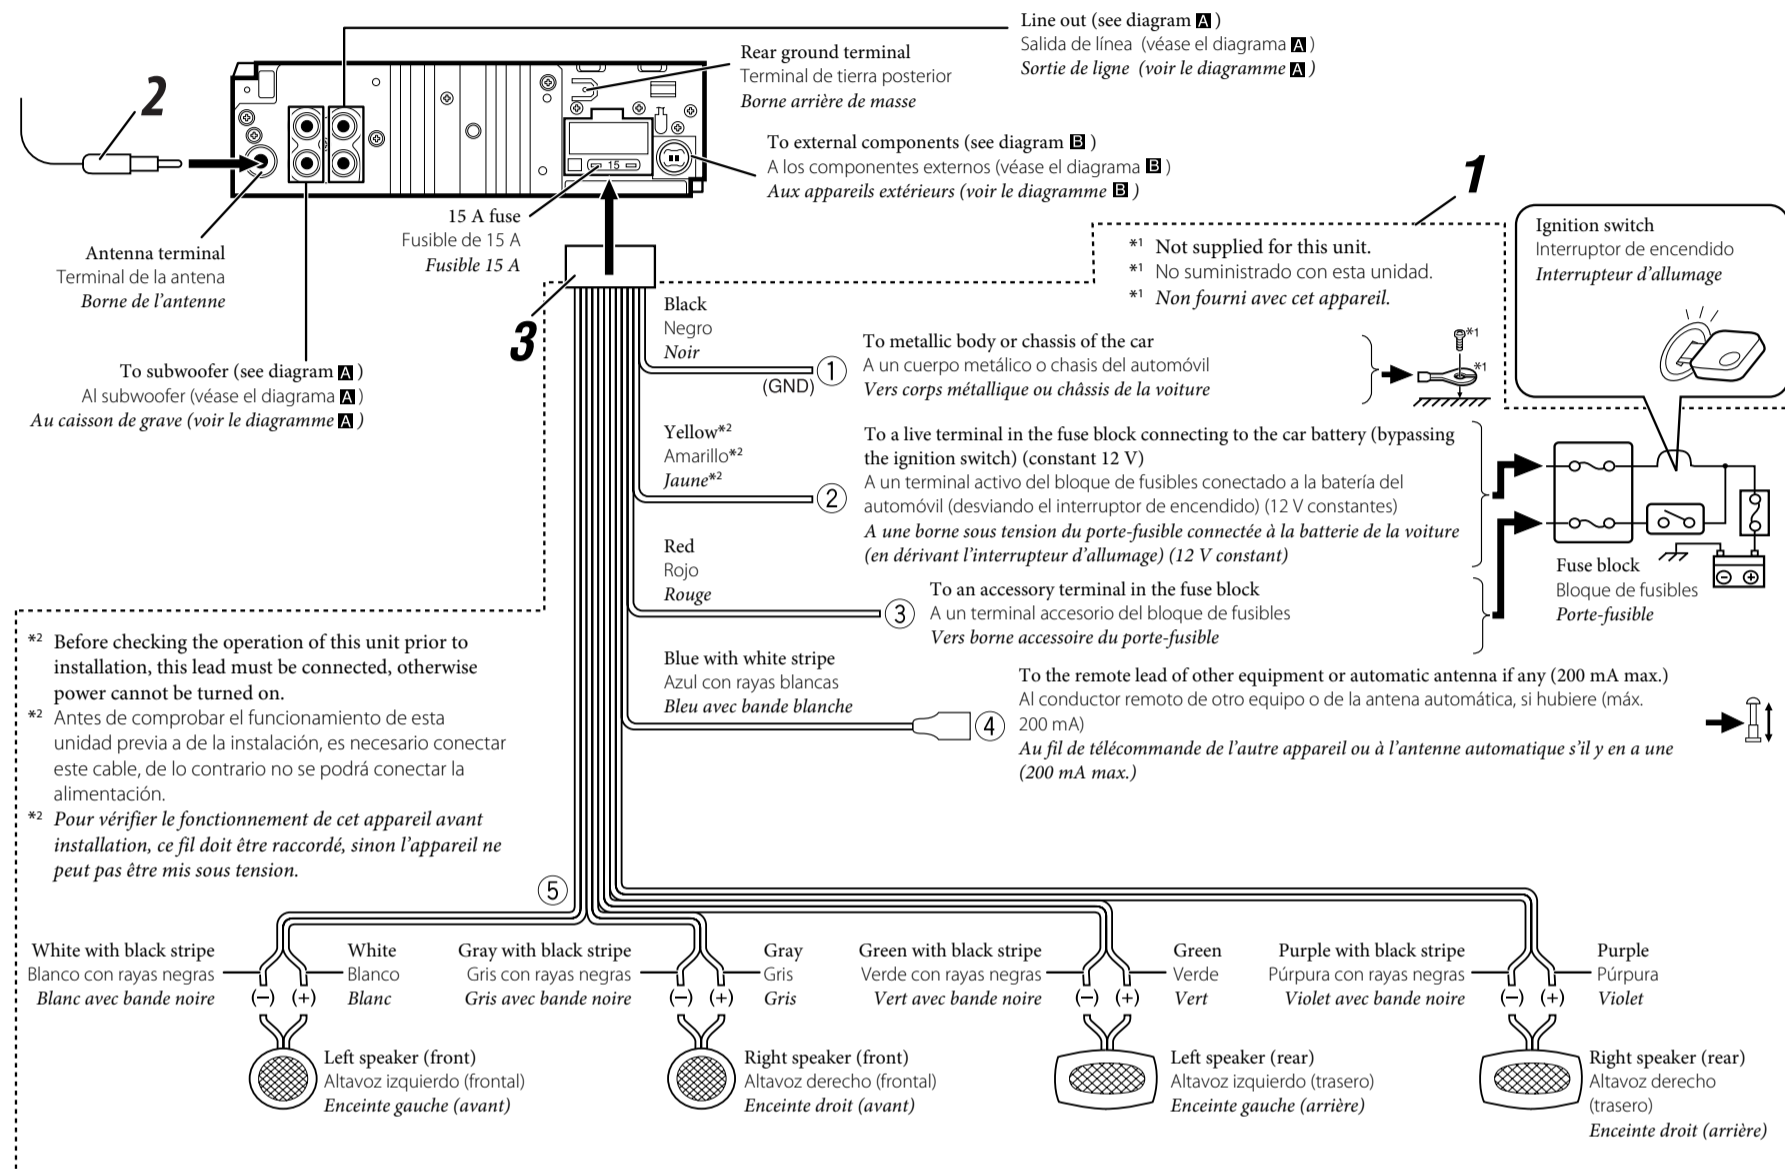 Line out (see diagram A )
Salida de línea (véase el diagrama A )
Sortie de ligne (voir le diagramme A )
Rear ground terminal
Terminal de tierra posterior
Borne arrière de masse
2
To external components (see diagram B )
A los componentes externos (véase el diagrama B )
Aux appareils extérieurs (voir le diagramme B )
15
1
15 A fuse
Fusible de 15 A
Fusible 15 A
Antenna terminal
Terminal de la antena
Borne de l'antenne
*1 Not supplied for this unit.
*1 No suministrado con esta unidad.
*1 Non fourni avec cet appareil.
Ignition switch
Interruptor de encendido
Interrupteur d'allumage
3
To subwoofer (see diagram A )
Al subwoofer (véase el diagrama A )
Au caisson de grave (voir le diagramme A )
Black
Negro
Noir
(GND)
1
To metallic body or chassis of the car
A un cuerpo metálico o chasis del automóvil
Vers corps métallique ou châssis de la voiture
*1
*1
Yellow*2
Amarillo*2
Jaune*2
2
To a live terminal in the fuse block connecting to the car battery (bypassing
the ignition switch) (constant 12 V)
A un terminal activo del bloque de fusibles conectado a la batería del
automóvil (desviando el interruptor de encendido) (12 V constantes)
A une borne sous tension du porte-fusible connectée à la batterie de la voiture
(en dérivant l'interrupteur d'allumage) (12 V constant)
Fuse block
Bloque de fusibles
Porte-fusible
Red
Rojo
Rouge
3
To an accessory terminal in the fuse block
A un terminal accesorio del bloque de fusibles
Vers borne accessoire du porte-fusible
Blue with white stripe
Azul con rayas blancas
Bleu avec bande blanche
4
To the remote lead of other equipment or automatic antenna if any (200 mA max.)
Al conductor remoto de otro equipo o de la antena automática, si hubiere (máx.
200 mA)
Au fil de télécommande de l'autre appareil ou à l'antenne automatique s'il y en a une
(200 mA max.)
*2 Before checking the operation of this unit prior to
installation, this lead must be connected, otherwise
power cannot be turned on.
*2 Antes de comprobar el funcionamiento de esta
unidad previa a de la instalación, es necesario conectar
este cable, de lo contrario no se podrá conectar la
alimentación.
*2 Pour vérifier le fonctionnement de cet appareil avant
installation, ce fil doit être raccordé, sinon l'appareil ne
peut pas être mis sous tension.
5
White with black stripe
Blanco con rayas negras
Blanc avec bande noire
(−) (+)
White
Blanco
Blanc
Gray with black stripe
Gris con rayas negras
Gris avec bande noire
(−) (+)
Gray
Gris
Gris
Green with black stripe
Verde con rayas negras
Vert avec bande noire
(−) (+)
Green
Verde
Vert
Purple with black stripe
Púrpura con rayas negras
Violet avec bande noire
(−) (+)
Purple
Púrpura
Violet
Left speaker (front)
Altavoz izquierdo (frontal)
Enceinte gauche (avant)
Right speaker (front)
Altavoz derecho (frontal)
Enceinte droit (avant)
Left speaker (rear)
Altavoz izquierdo (trasero)
Enceinte gauche (arrière)
Right speaker (rear)
Altavoz derecho
(trasero)
Enceinte droit (arrière)